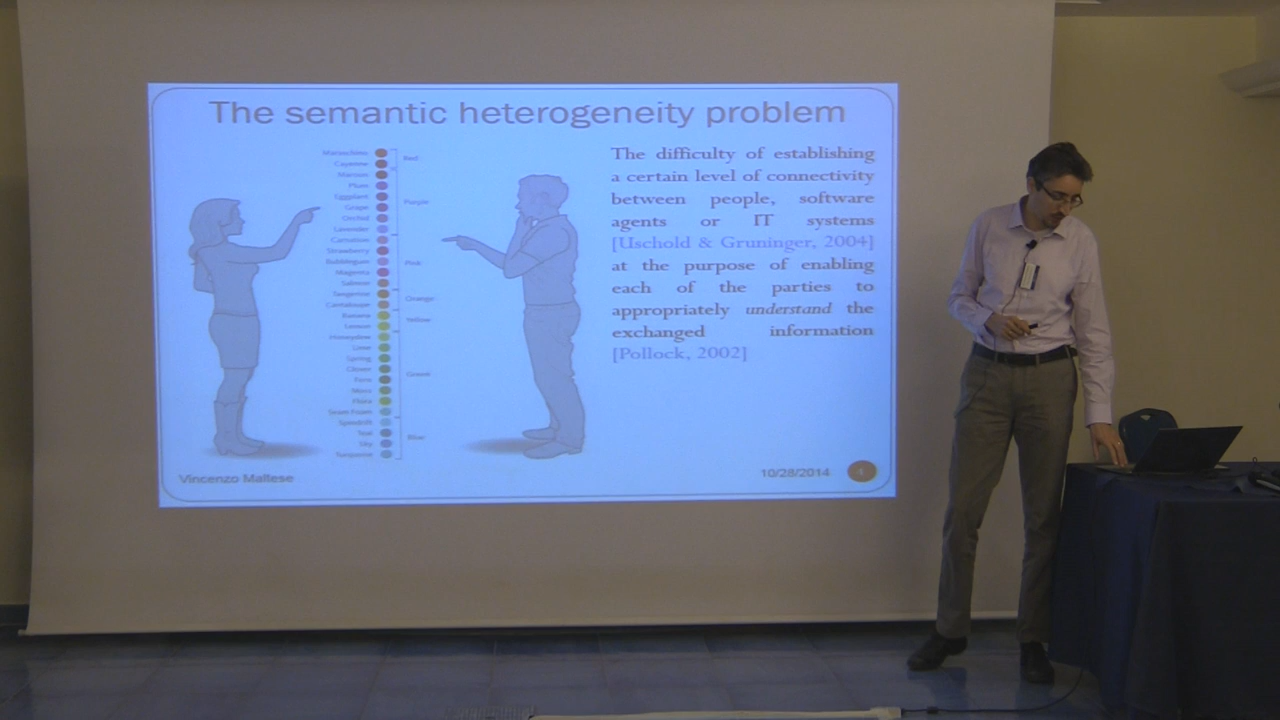 The semantic heterogeneity problem
Maraschino
Cayenne
Maroon
Plum
Eggplant
Grape
Orchid
Lavender
Carnation
Strawberry
Bubblegum
Magenta
Salmon
Tangerine
Cantaloupe
Banana
Lemon
Honeydew
Lime
Spring
Clover
Fern
Moss
Flora
Seam Foam
Spindrift
Teal
Sky
Turquoise
Red
Purple
Pink
Orange
Yellow
Green
Blue
The difficulty of establishing
a certain level of connectivity
between people, software
agents or IT systems
[Uschold & Gruninger, 2004]
at the purpose of enabling
each of the parties to
appropriately understand the
exchanged information
[Pollock, 2002]
Vincenzo Maltese
10/28/2014